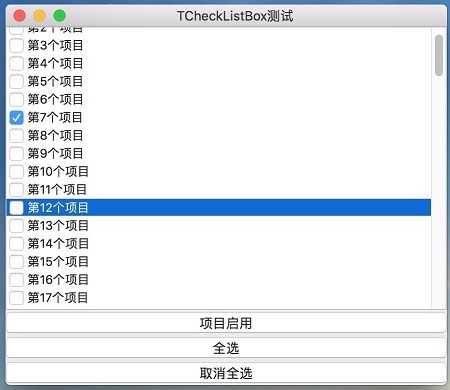 TCheckListBox测试
第2个项目
第3个项目
第4个项目
第5个项目
第6个项目
第7个项目
第8个项目
第9个项目
第10个项目
第11个项目
第12个项目
第13个项目
第14个项目
第15个项目
第16个项目
第17个项目
项目启用
全选
取消全选